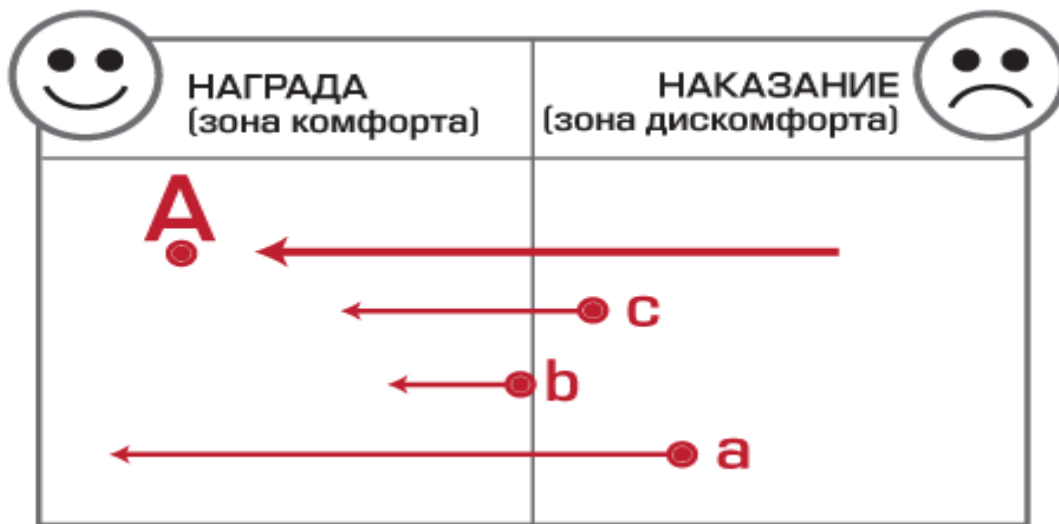 НАГРАДА
(зона комфорта)
НАКАЗАНИЕ
(зона дискомфорта)
A
c
b
a